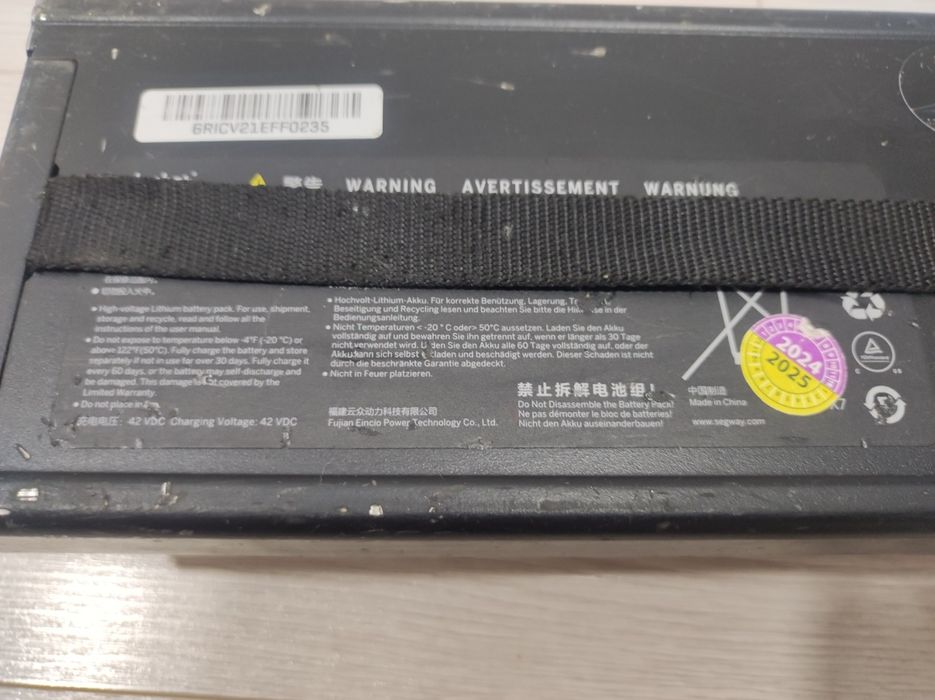 6RICV21EFF0235
警告 WARNING AVERTISSEMENT WARNUNG
• High-voltage Lithium battery pack. For use, shipment,
storage and recycle, read and follow all the
instructions of the user manual.
• Do not expose to temperature below -4°F (-20 °C) or
above 122°F(50°C). Fully charge the battery and store
separately if not in use for over 30 days. Fully charge it
every 60 days, or the battery may self-discharge and
be damaged. This damage is not covered by the
Limited Warranty.
• Do not place in
充电电压: 42 VDC Charging Voltage: 42 VDC
• Hochvolt-Lithium-Akku. Für korrekte Benützung, Lagerung,
Beseitigung und Recycling lesen und beachten Sie bitte die in der
Bedienungsanleitung.
• Nicht Temperaturen < -20 ° C oder> 50°C aussetzen. Laden Sie den Akku
vollständig auf und bewahren Sie ihn getrennt auf, wenn er länger als 30 Tage
nicht verwendet wird. Laden Sie den Akku alle 60 Tage vollständig auf, oder der
Akku kann sich selbst entladen und beschädigt werden. Dieser Schaden ist nicht
durch die beschränkte Garantie abgedeckt.
• Nicht in Feuer platzieren.
福建云众动力科技有限公司
Fujian Eincio Power Technology Co., Ltd.
禁止拆解电池组!
Do Not Disassemble the Battery Pack!
Ne pas démonter le bloc de batteries!
Nicht den Akku auseinanderbauen!
中国制造
Made in China
www.segway.com
2024
2025